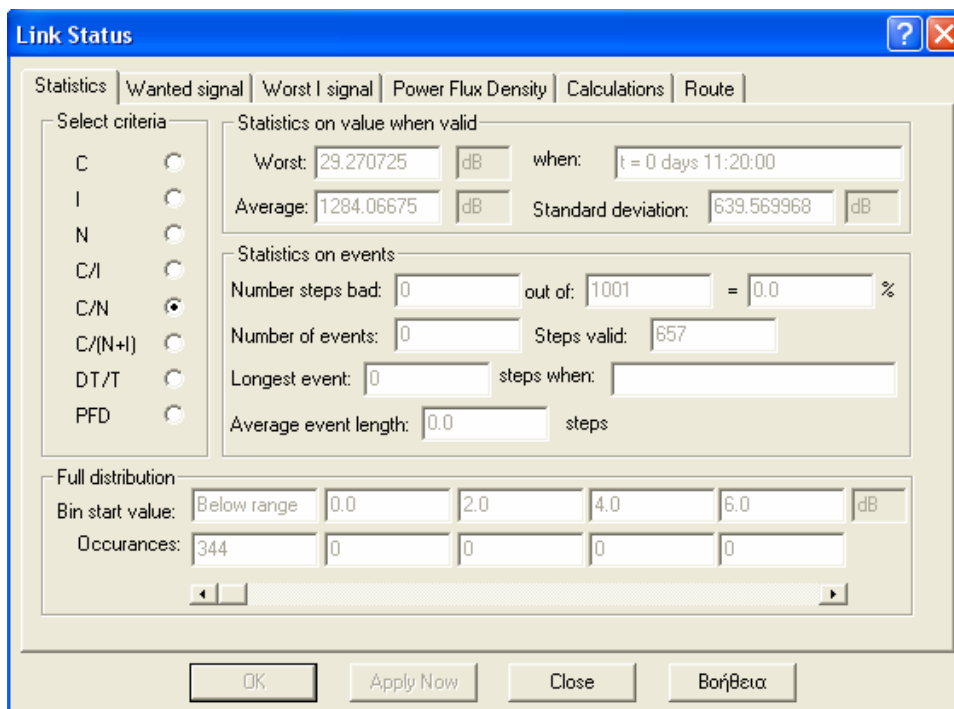 Link Status
Statistics Wanted signal Worst I signal Power Flux Density Calculations Route
Select criteria
C
I
N
C/I
C/N
C/(N+I)
DT/T
PFD
Statistics on value when valid
Worst: 29.270725 dB when: t = 0 days 11:20:00
Average: 1284.06675 dB Standard deviation: 639.569968 dB
Statistics on events
Number steps bad: 0 out of: 1001 = 0.0 %
Number of events: 0 Steps valid: 657
Longest event: 0 steps when:
Average event length: 0.0 steps
Full distribution
Bin start value: Below range 0.0 2.0 4.0 6.0 dB
Occurances: 344 0 0 0 0
OK Apply Now Close Βοήθεια